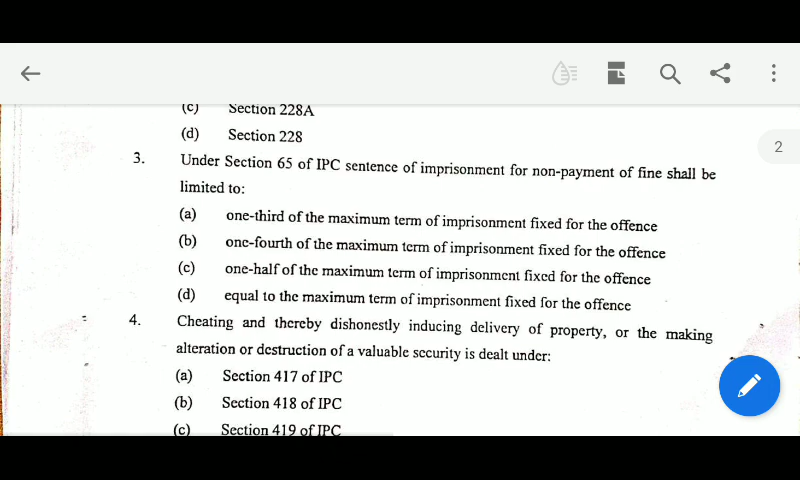 (c) Section 228A
(d) Section 228
2
3. Under Section 65 of IPC sentence of imprisonment for non-payment of fine shall be
limited to:
(a) one-third of the maximum term of imprisonment fixed for the offence
(b) one-fourth of the maximum term of imprisonment fixed for the offence
(c) one-half of the maximum term of imprisonment fixed for the offence
(d) equal to the maximum term of imprisonment fixed for the offence
4. Cheating and thereby dishonestly inducing delivery of property, or the making
alteration or destruction of a valuable security is dealt under:
(a) Section 417 of IPC
(b) Section 418 of IPC
(c) Section 419 of IPC